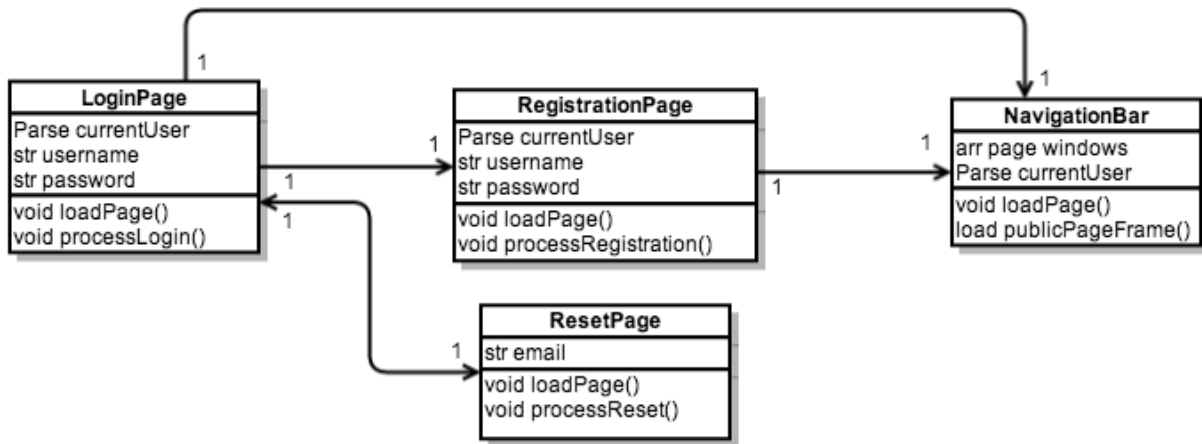 1
1
LoginPage
Parse currentUser
str username
str password
void loadPage()
void processLogin()
1
1
1
RegistrationPage
Parse currentUser
str username
str password
void loadPage()
void processRegistration()
1
1
NavigationBar
arr page windows
Parse currentUser
void loadPage()
load publicPageFrame()
1
ResetPage
str email
void loadPage()
void processReset()